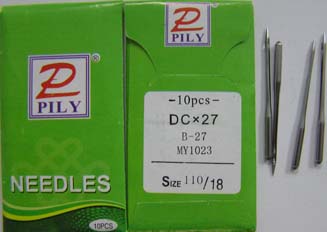 PILY
NEEDLES
10PCS
PILY
-10pcs-
DC×27
B-27
MY1023
SIZE 110/18